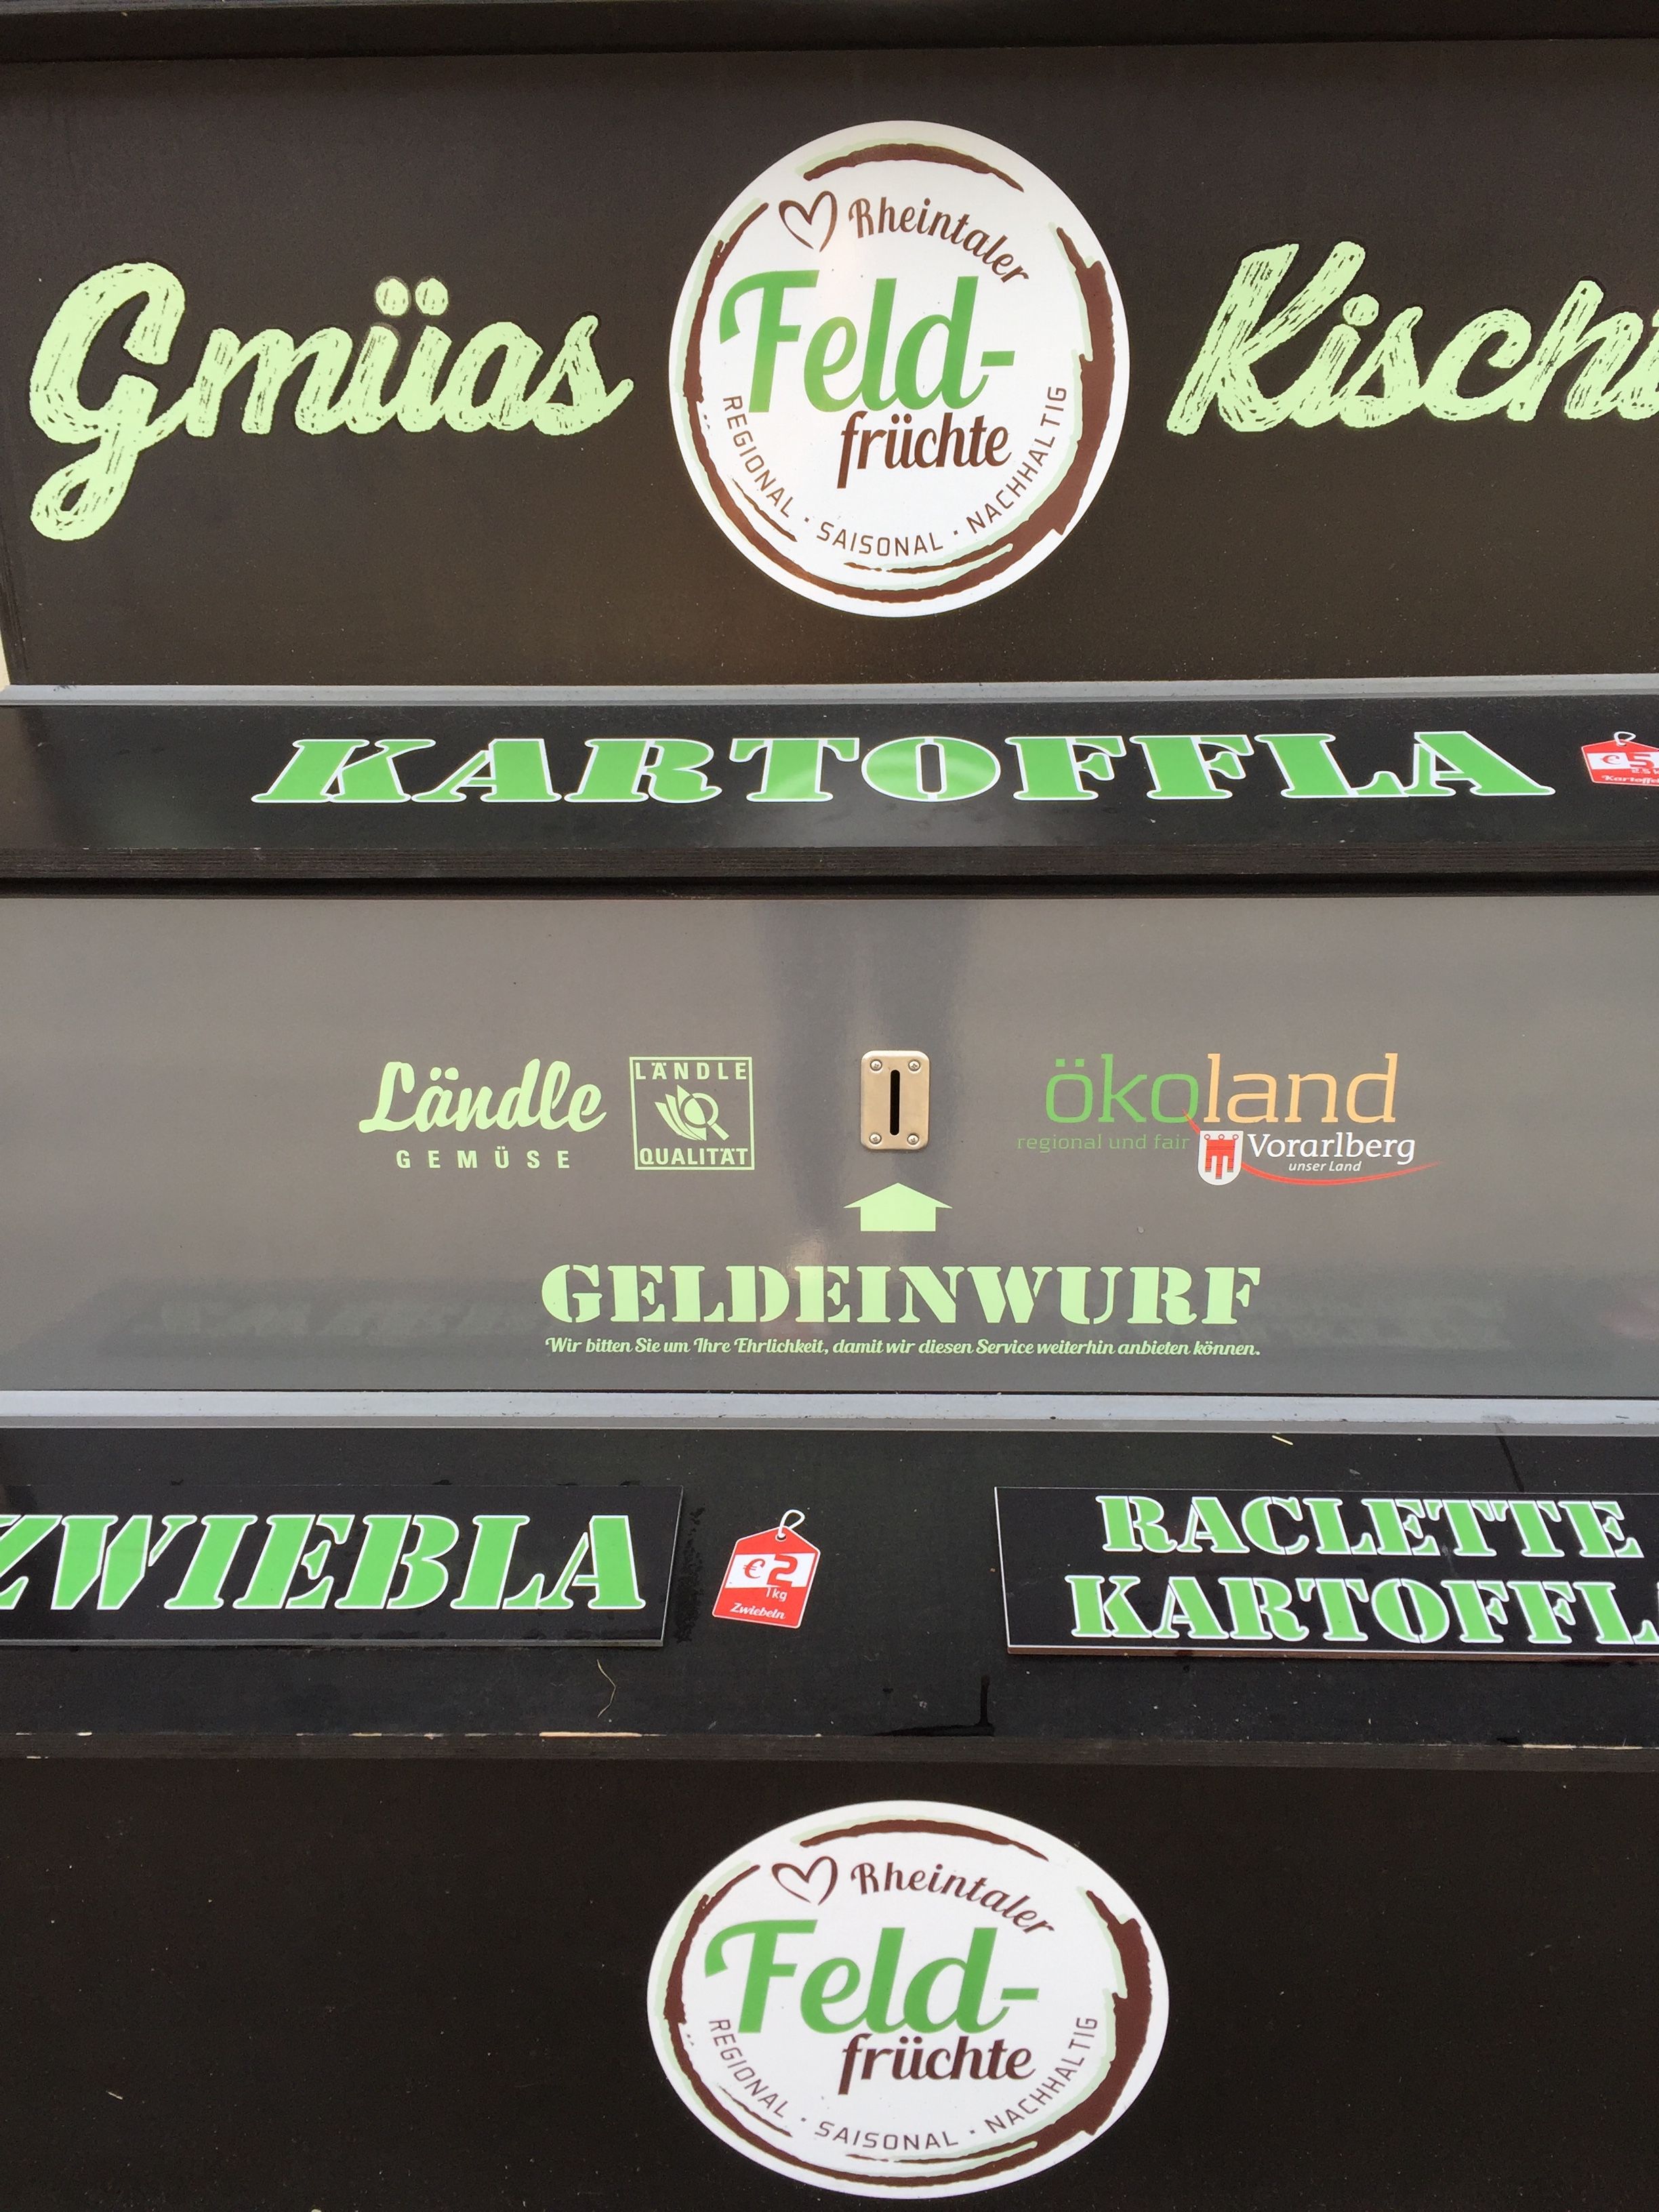 Gmüas
Rheintaler
Feld-
früchte
REGIONAL · SAISONAL · NACHHALTIG
KARTOFFLA
€5
Ländle
GEMÜSE
LÄNDLE
QUALITÄT
ökoland
regional und fair
Vorarlberg
unser Land
GELDEINWURF
Wir bitten Sie um Ihre Ehrlichkeit, damit wir diesen Service weiterhin anbieten können.
ZWIEBLA
€2
1kg
Zwiebeln
RACLETTE
Rheintaler
Feld-
früchte
REGIONAL · SAISONAL · NACHHALTIG